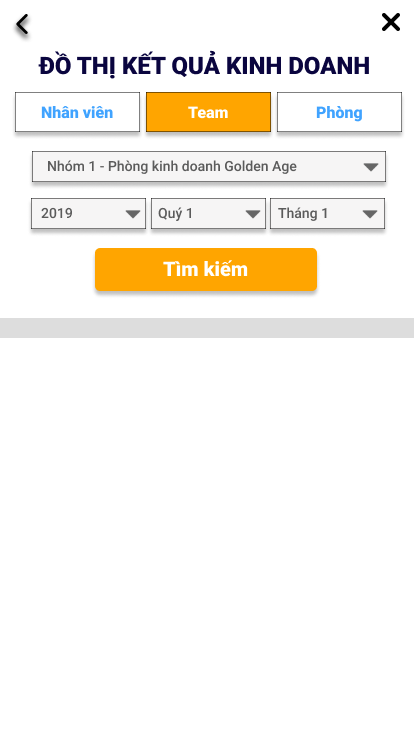 ĐỒ THỊ KẾT QUẢ KINH DOANH
Nhân viên Team Phòng
Nhóm 1 - Phòng kinh doanh Golden Age
2019 Quý 1 Tháng 1
Tìm kiếm